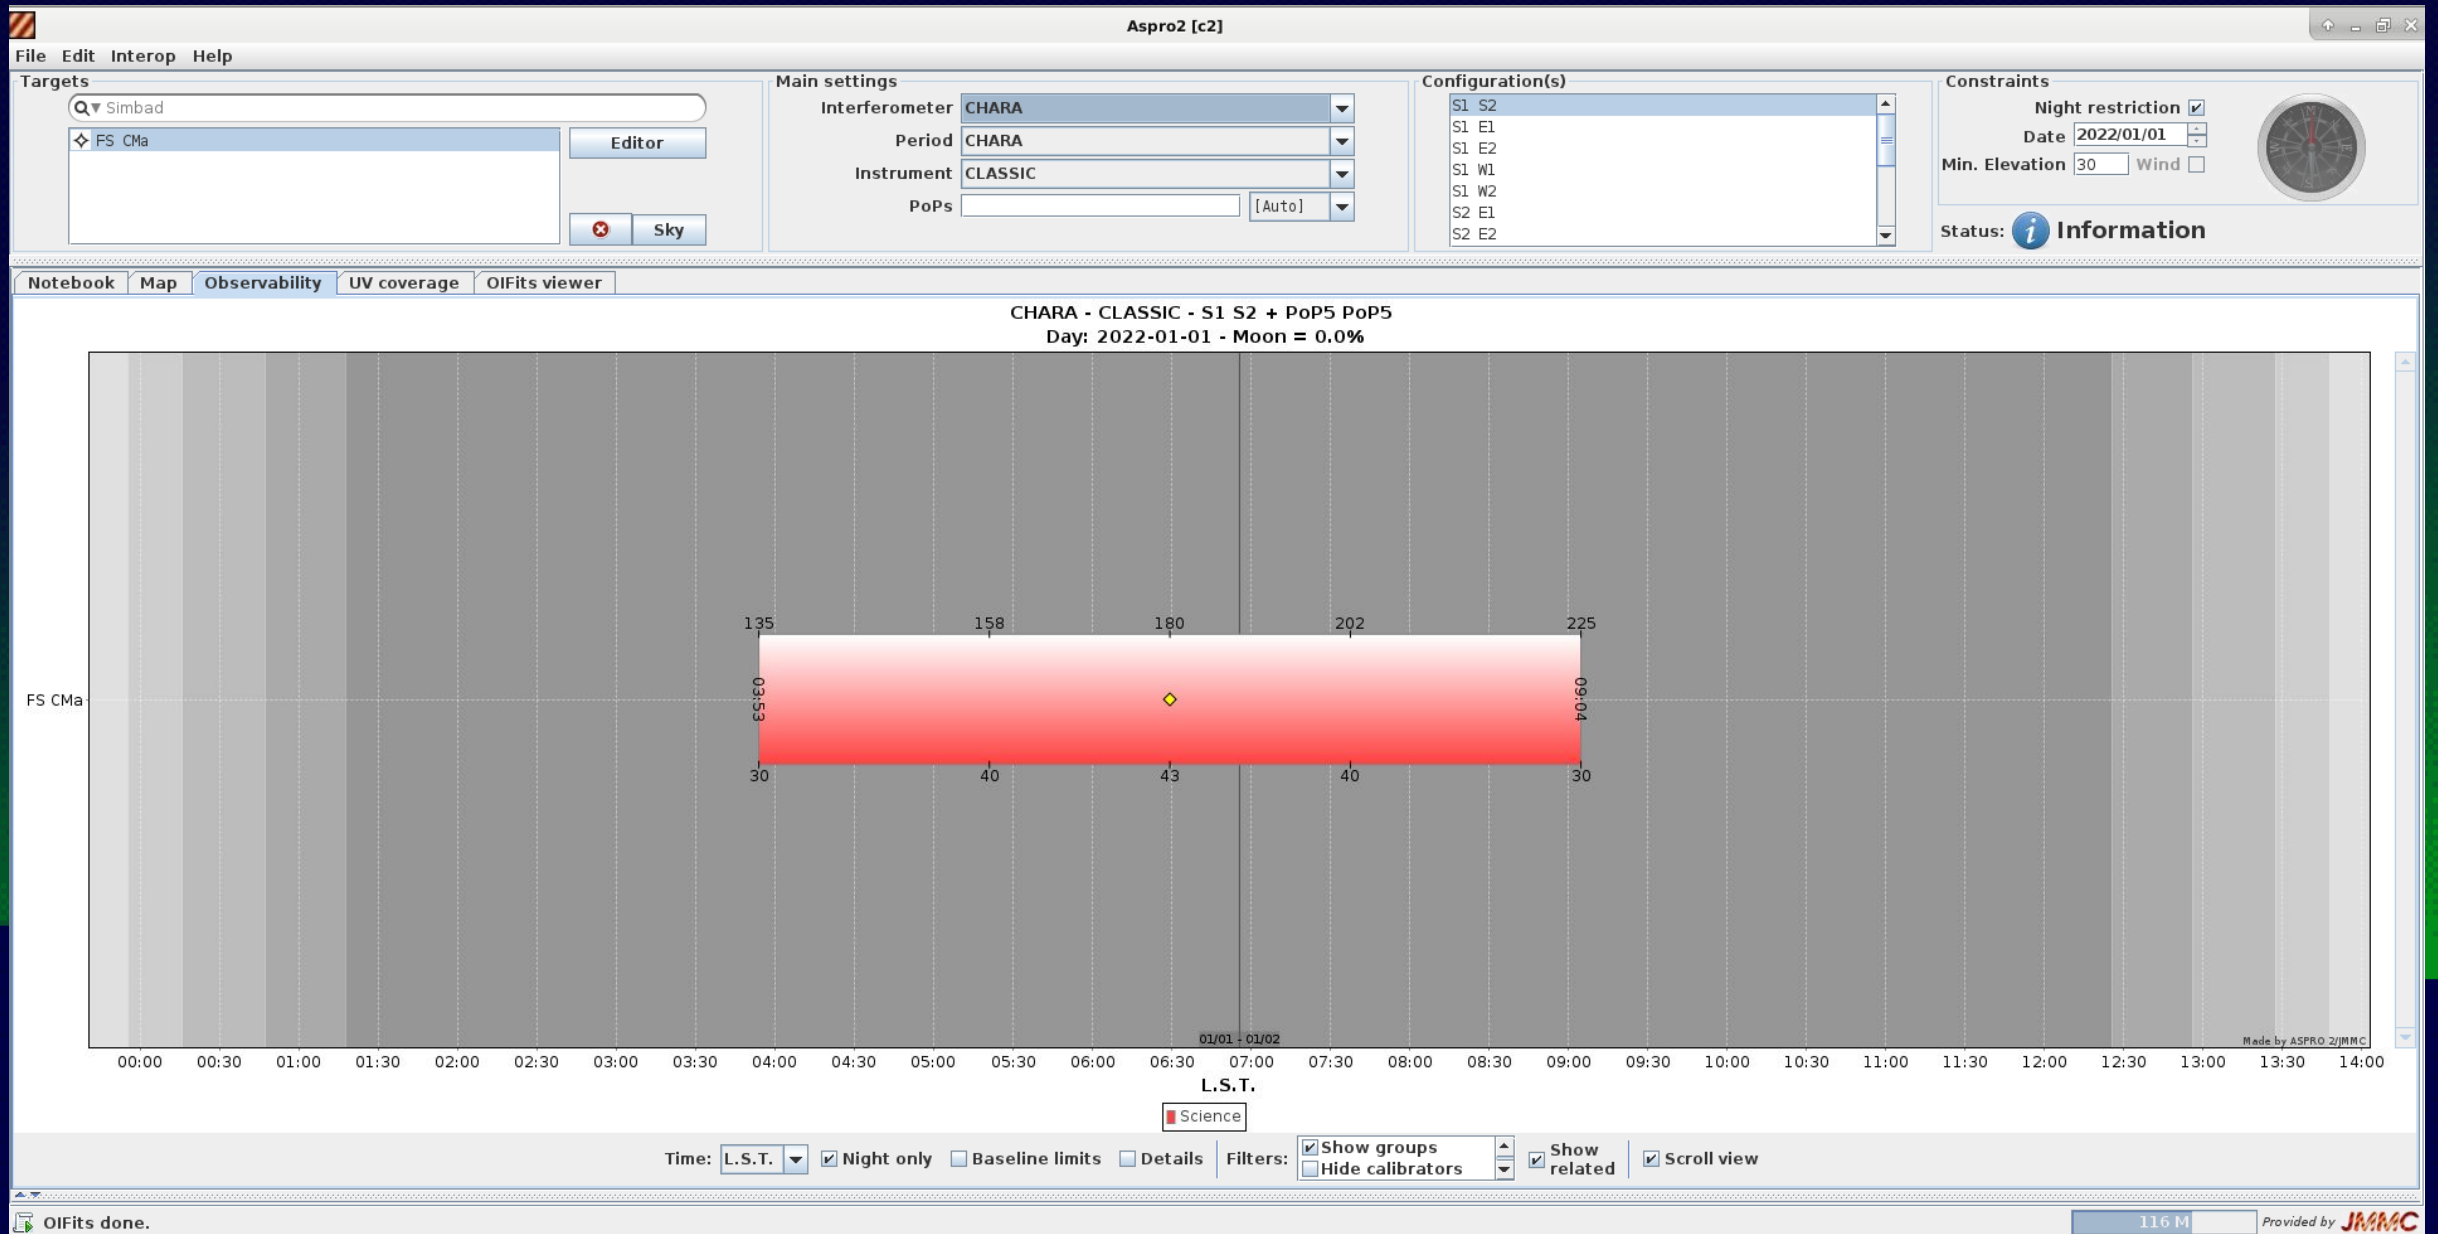 Aspro2 [c2]
File Edit Interop Help
Targets
Simbad
FS CMa
Editor
Sky
Main settings
Interferometer CHARA
Period CHARA
Instrument CLASSIC
PoPs [Auto]
Configuration(s)
S1 S2
S1 E1
S1 E2
S1 W1
S1 W2
S2 E1
S2 E2
Constraints
Night restriction
Date 2022/01/01
Min. Elevation 30 Wind
Status: i Information
Notebook Map Observability UV coverage OIFits viewer
CHARA - CLASSIC - S1 S2 + PoP5 PoP5
Day: 2022-01-01 - Moon = 0.0%
135 158 180 202 225
FS CMa 03:53 09:04
30 40 43 40 30
01/01 - 01/02
Made by ASPRO 2/JMMC
00:00 00:30 01:00 01:30 02:00 02:30 03:00 03:30 04:00 04:30 05:00 05:30 06:00 06:30 07:00 07:30 08:00 08:30 09:00 09:30 10:00 10:30 11:00 11:30 12:00 12:30 13:00 13:30 14:00
L.S.T.
Science
Time: L.S.T. Night only Baseline limits Details Filters: Show groups
Hide calibrators
Show
related
Scroll view
OIFits done.
116 M
Provided by JMMC